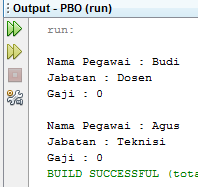 Output - PBO (run)
run:
Nama Pegawai : Budi
Jabatan : Dosen
Gaji : 0
Nama Pegawai : Agus
Jabatan : Teknisi
Gaji : 0
BUILD SUCCESSFUL (tota